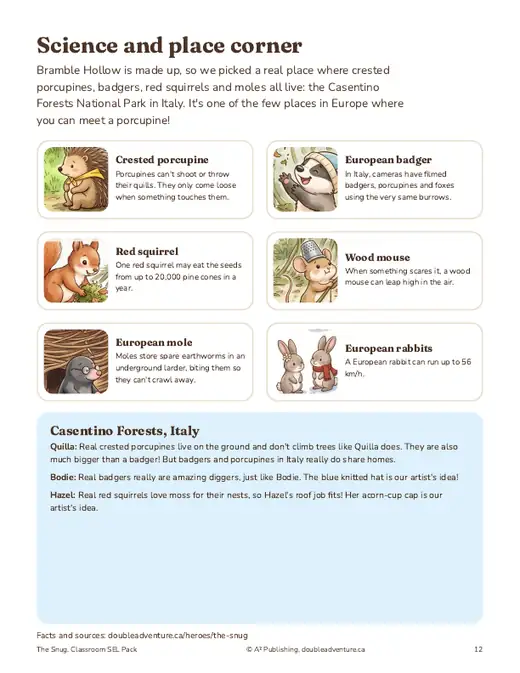 Science and place corner
Bramble Hollow is made up, so we picked a real place where crested
porcupines, badgers, red squirrels and moles all live: the Casentino
Forests National Park in Italy. It's one of the few places in Europe where
you can meet a porcupine!
Crested porcupine
Porcupines can't shoot or throw
their quills. They only come loose
when something touches them.
European badger
In Italy, cameras have filmed
badgers, porcupines and foxes
using the very same burrows.
Red squirrel
One red squirrel may eat the seeds
from up to 20,000 pine cones in a
year.
Wood mouse
When something scares it, a wood
mouse can leap high in the air.
European mole
Moles store spare earthworms in an
underground larder, biting them so
they can't crawl away.
European rabbits
A European rabbit can run up to 56
km/h.
Casentino Forests, Italy
Quilla: Real crested porcupines live on the ground and don't climb trees like Quilla does. They are also
much bigger than a badger! But badgers and porcupines in Italy really do share homes.
Bodie: Real badgers really are amazing diggers, just like Bodie. The blue knitted hat is our artist's idea!
Hazel: Real red squirrels love moss for their nests, so Hazel's roof job fits! Her acorn-cup cap is our
artist's idea.
Facts and sources: doubleadventure.ca/heroes/the-snug
The Snug, Classroom SEL Pack
© A² Publishing, doubleadventure.ca
12